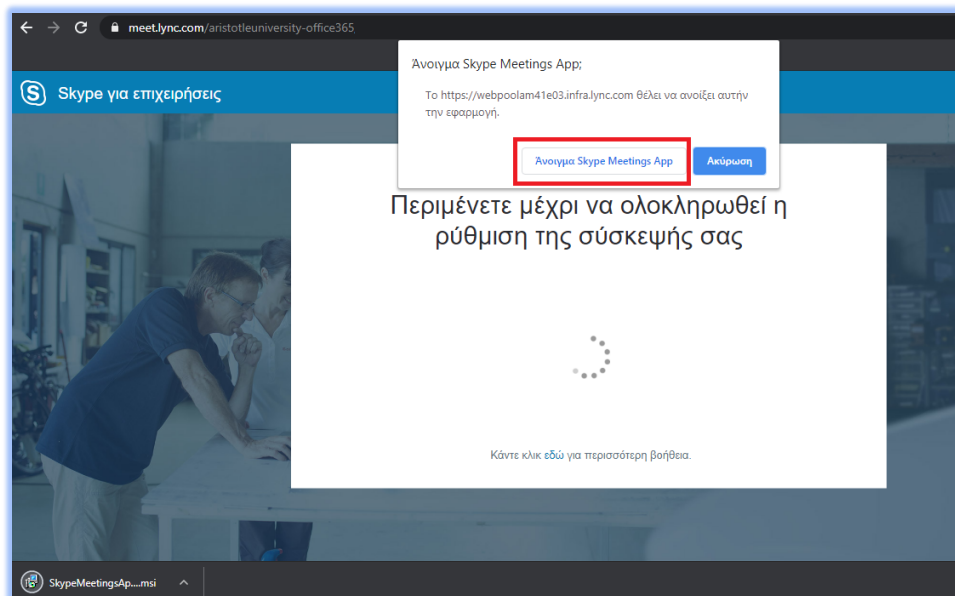 meet.lync.com/aristotleuniversity-office365
Άνοιγμα Skype Meetings App;
Το https://webpoolam41e03.infra.lync.com θέλει να ανοίξει αυτήν
την εφαρμογή.
Άνοιγμα Skype Meetings App
Ακύρωση
S Skype για επιχειρήσεις
Περιμένετε μέχρι να ολοκληρωθεί η
ρύθμιση της σύσκεψής σας
Κάντε κλικ εδώ για περισσότερη βοήθεια.
SkypeMeetingsAp....msi